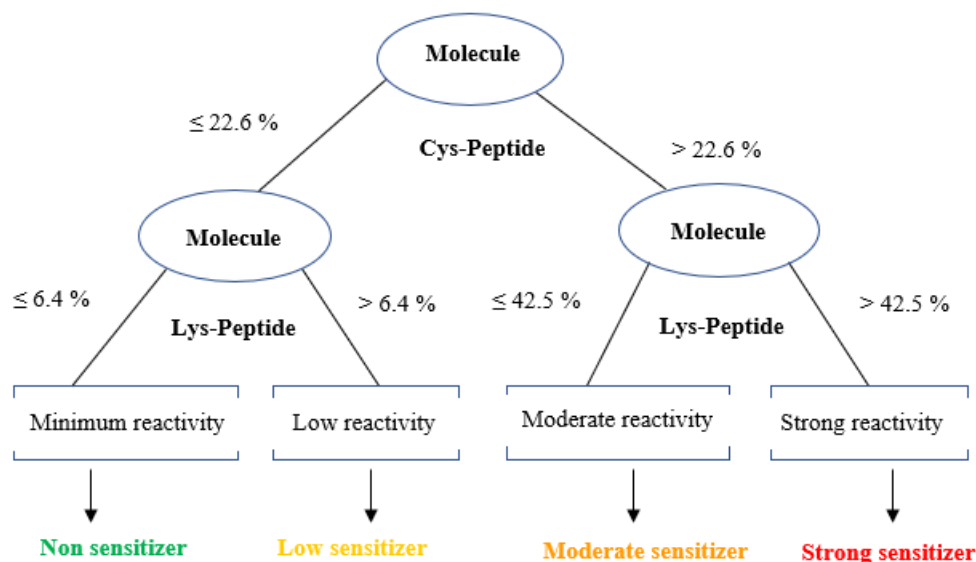 Molecule
≤ 22.6 %
Cys-Peptide
> 22.6 %
Molecule
Molecule
≤ 6.4 %
> 6.4 %
≤ 42.5 %
> 42.5 %
Lys-Peptide
Lys-Peptide
Minimum reactivity
Low reactivity
Moderate reactivity
Strong reactivity
Non sensitizer
Low sensitizer
Moderate sensitizer
Strong sensitizer